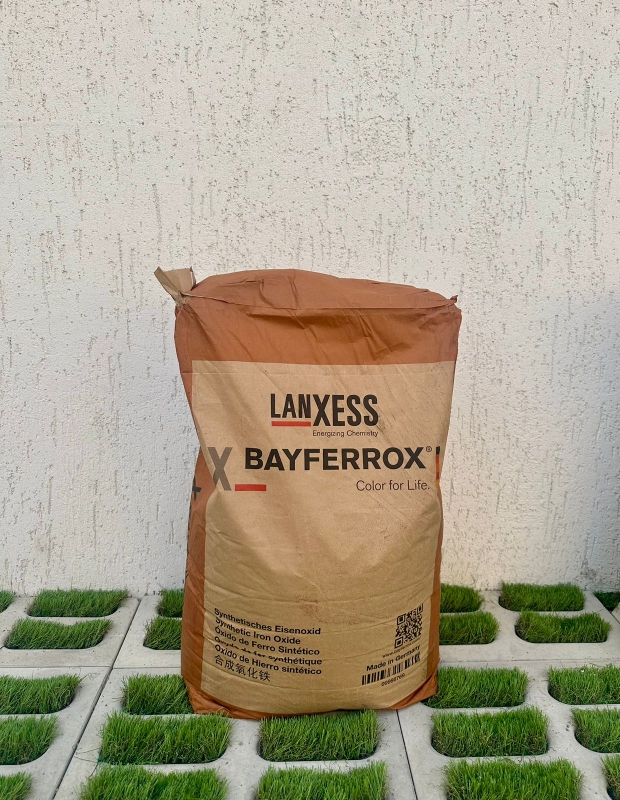 LANXESS
Energizing Chemistry
X BAYFERROX®
Color for Life.
Synthetisches Eisenoxid
Synthetic Iron Oxide
Óxido de Ferro Sintético
Oxyde de fer synthétique
Óxido de Hierro sintético
合成氧化铁
Made in Germany